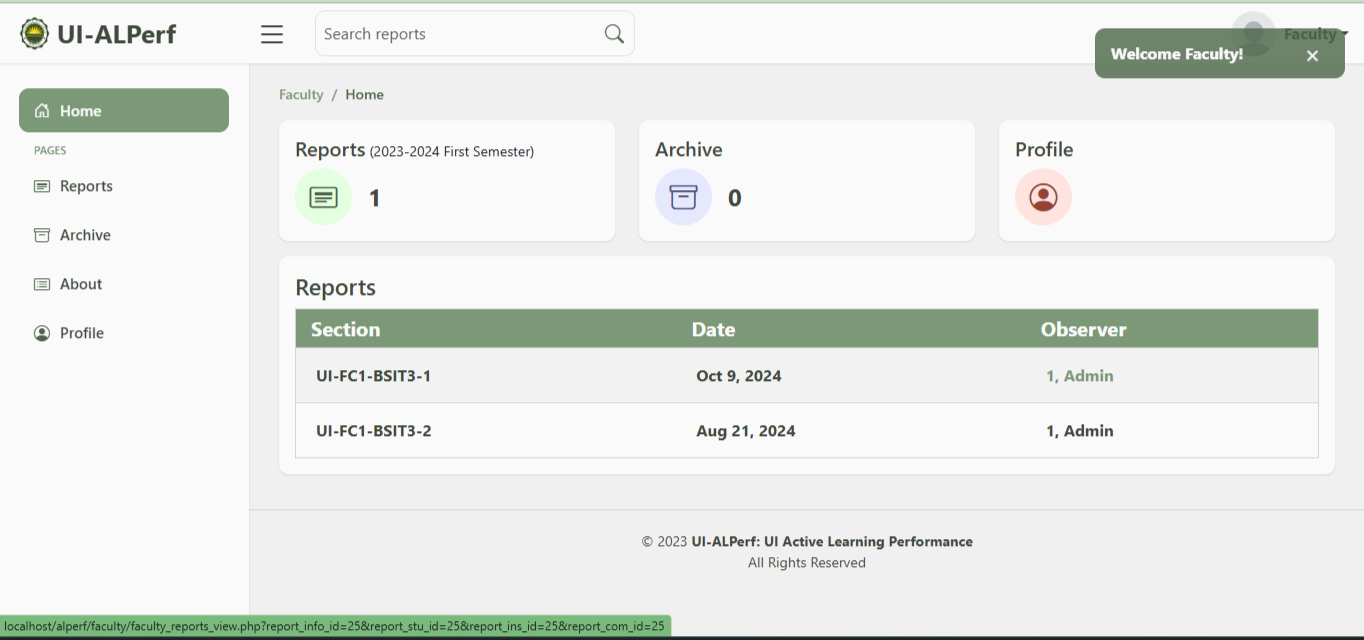 UI-ALPerf
Search reports
Faculty
Welcome Faculty!
Home
PAGES
Reports
Archive
About
Profile
Faculty / Home
Reports (2023-2024 First Semester)
1
Archive
0
Profile
Reports
Section Date Observer
UI-FC1-BSIT3-1 Oct 9, 2024 1, Admin
UI-FC1-BSIT3-2 Aug 21, 2024 1, Admin
© 2023 UI-ALPerf: UI Active Learning Performance
All Rights Reserved
localhost/alperf/faculty/faculty_reports_view.php?report_info_id=25&report_stu_id=25&report_ins_id=25&report_com_id=25